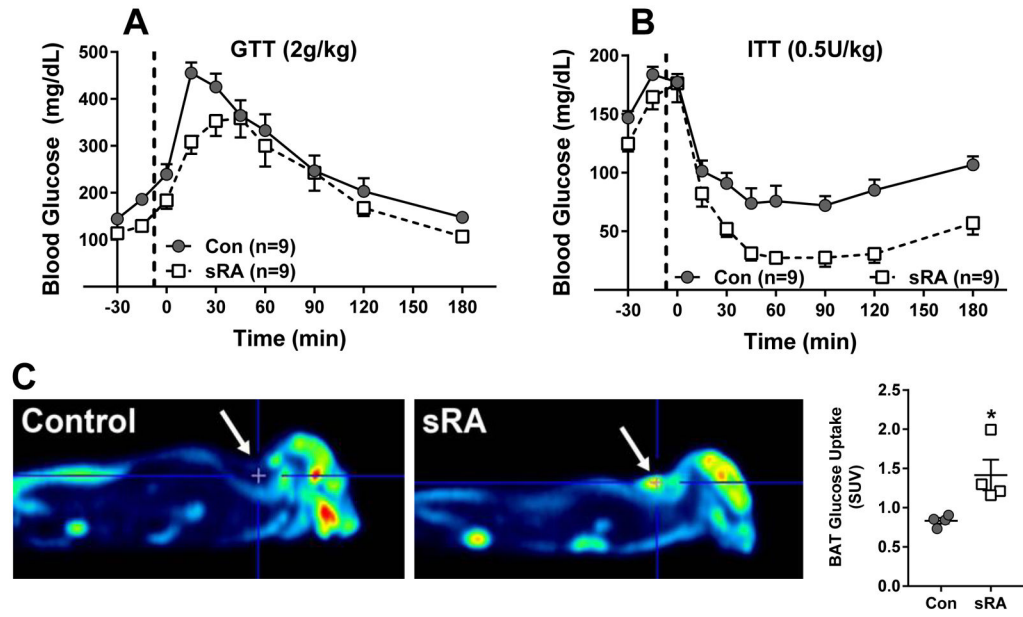 A
GTT (2g/kg)
Blood Glucose (mg/dL)
500
400
300
200
100
Con (n=9)
sRA (n=9)
-30 0 30 60 90 120 150 180
Time (min)
B
ITT (0.5U/kg)
Blood Glucose (mg/dL)
200
150
100
50
Con (n=9) sRA (n=9)
-30 0 30 60 90 120 150 180
Time (min)
C
Control
sRA
BAT Glucose Uptake
(SUV)
2.5
2.0
1.5
1.0
0.5
0.0
*
Con sRA